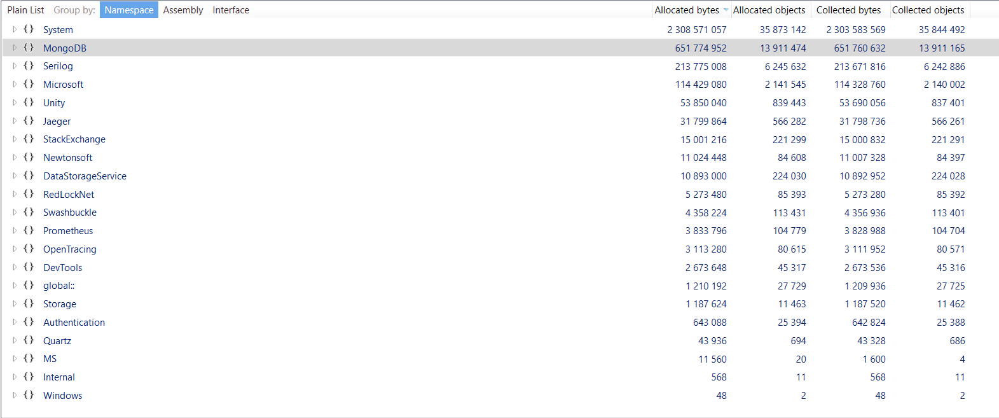 Plain List Group by: Namespace Assembly Interface Allocated bytes Allocated objects Collected bytes Collected objects
{} System 2 308 571 057 35 873 142 2 303 583 569 35 844 492
{} MongoDB 651 774 952 13 911 474 651 760 632 13 911 165
{} Serilog 213 775 008 6 245 632 213 671 816 6 242 886
{} Microsoft 114 429 080 2 141 545 114 328 760 2 140 002
{} Unity 53 850 040 839 443 53 690 056 837 401
{} Jaeger 31 799 864 566 282 31 798 736 566 261
{} StackExchange 15 001 216 221 299 15 000 832 221 291
{} Newtonsoft 11 024 448 84 608 11 007 328 84 397
{} DataStorageService 10 893 000 224 030 10 892 952 224 028
{} RedLockNet 5 273 480 85 393 5 273 280 85 392
{} Swashbuckle 4 358 224 113 431 4 356 936 113 401
{} Prometheus 3 833 796 104 779 3 828 988 104 704
{} OpenTracing 3 113 280 80 615 3 111 952 80 571
{} DevTools 2 673 648 45 317 2 673 536 45 316
{} global:: 1 210 192 27 729 1 209 936 27 725
{} Storage 1 187 624 11 463 1 187 520 11 462
{} Authentication 643 088 25 394 642 824 25 388
{} Quartz 43 936 694 43 328 686
{} MS 11 560 20 1 600 4
{} Internal 568 11 568 11
{} Windows 48 2 48 2